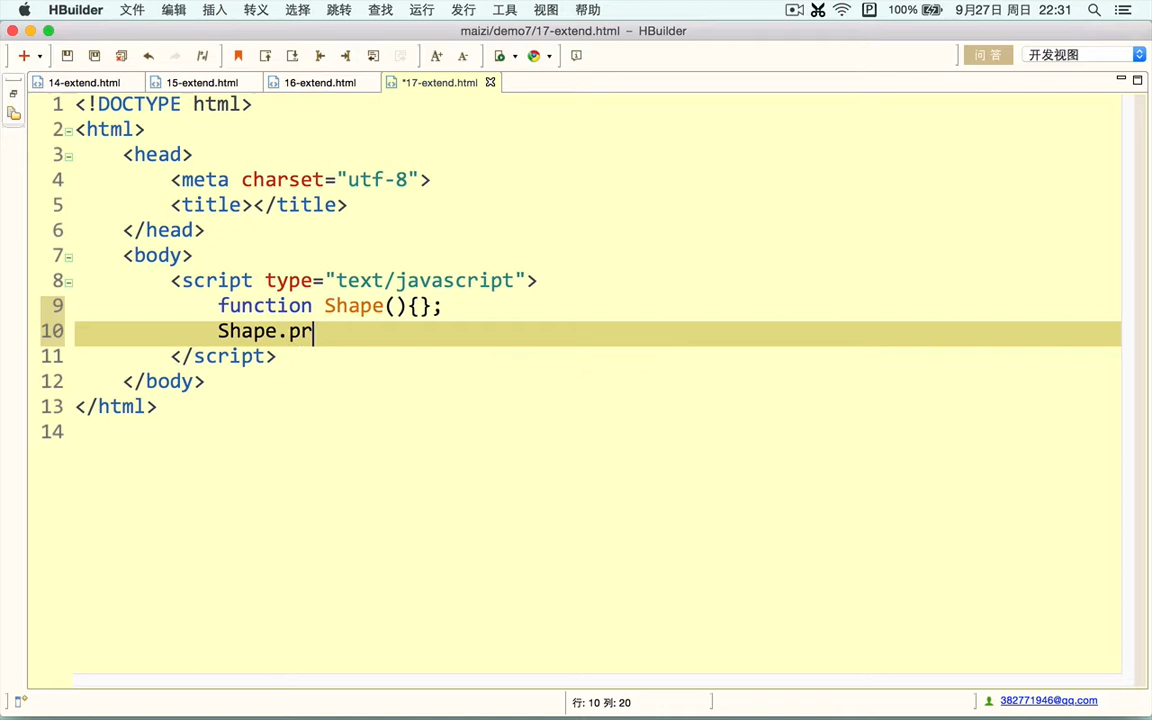 HBuilder 文件 编辑 插入 转义 选择 跳转 查找 运行 发行 工具 视图 帮助 P 100% 9月27日 周日 22:31
maizi/demo7/17-extend.html – HBuilder
A+ A- 问 答 开发视图
14-extend.html 15-extend.html 16-extend.html *17-extend.html
1 <!DOCTYPE html>
2 <html>
3 <head>
4 <meta charset="utf-8">
5 <title></title>
6 </head>
7 <body>
8 <script type="text/javascript">
9 function Shape(){};
10 Shape.pr
11 </script>
12 </body>
13 </html>
14
行: 10 列: 20 382771946@qq.com